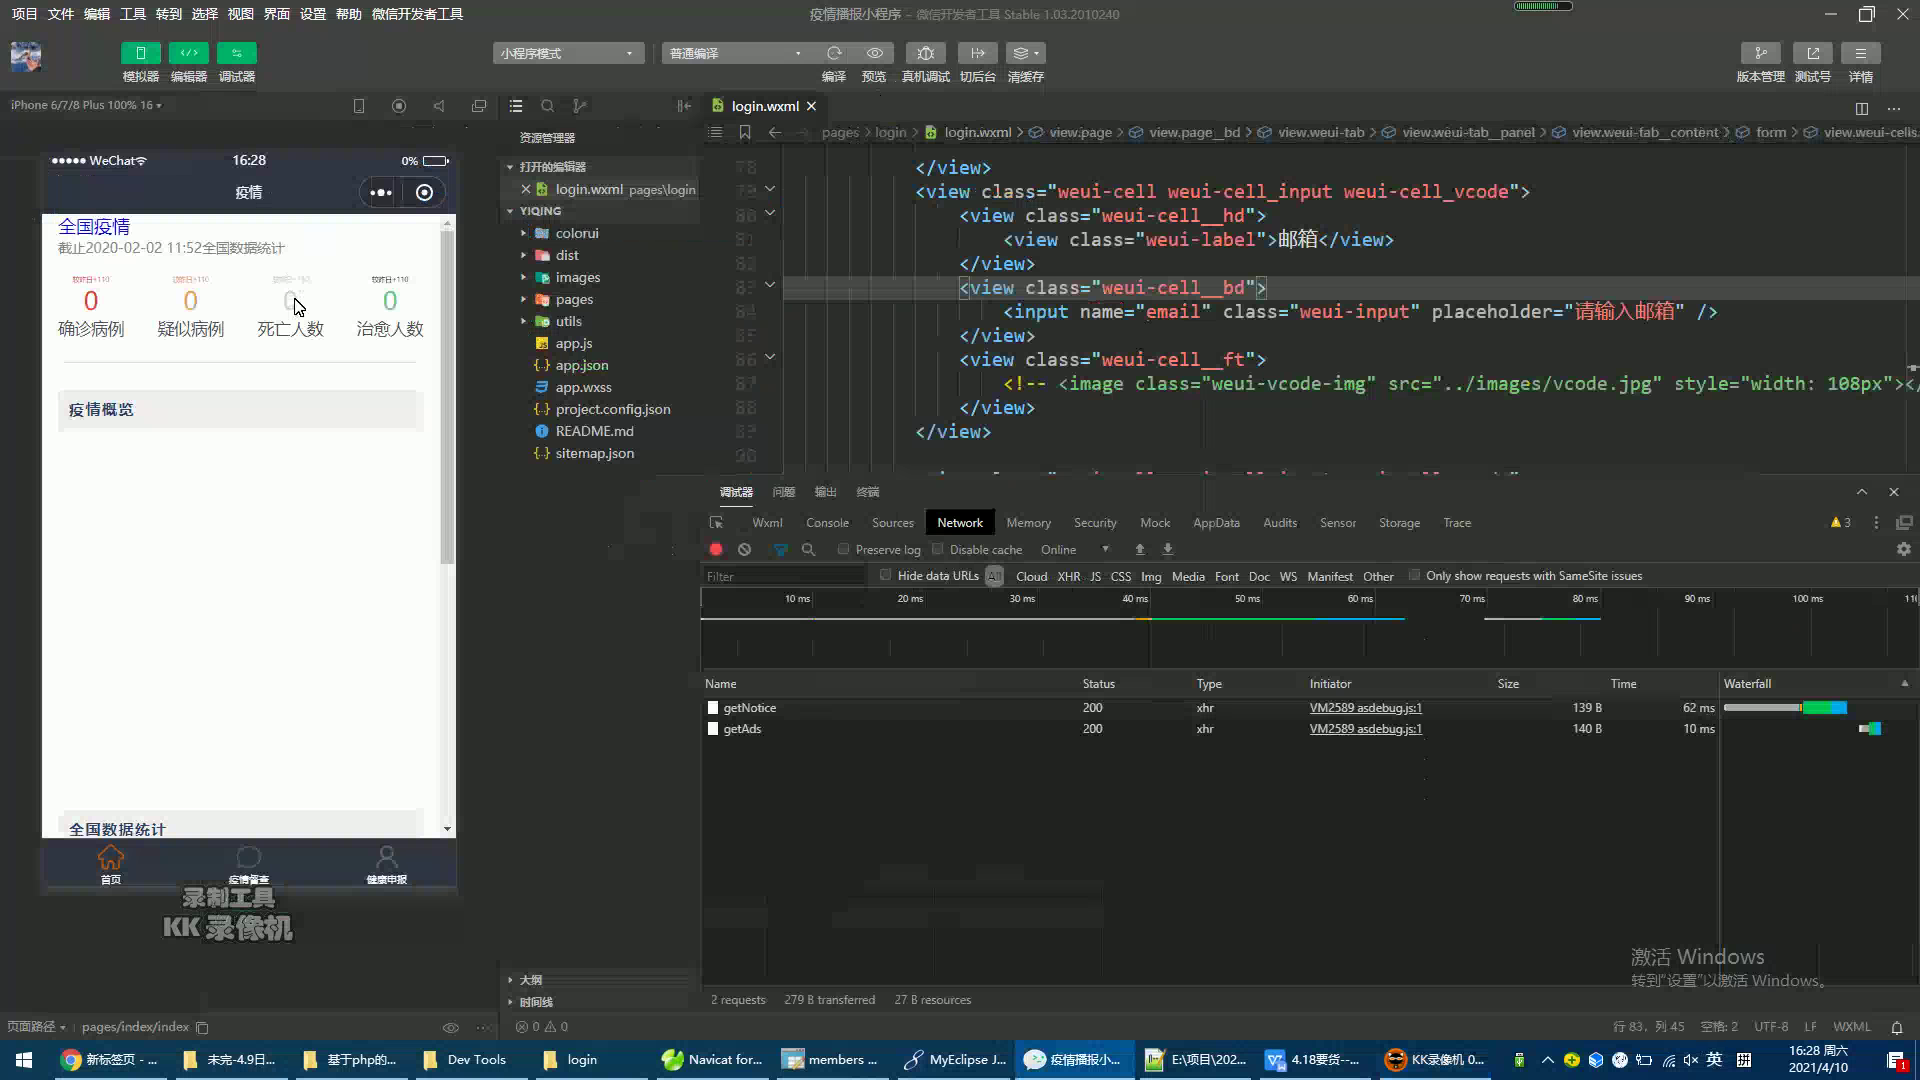 项目 文件 编辑 工具 转到 选择 视图 界面 设置 帮助 微信开发者工具
疫情播报小程序 - 微信开发者工具 Stable 1.03.2010240
小程序模式
普通编译
模拟器 编辑器 调试器
编译 预览 真机调试 切后台 清缓存
版本管理 测试号 详情
iPhone 6/7/8 Plus 100% 16
WeChat 16:28 0%
疫情
全国疫情
截止2020-02-02 11:52全国数据统计
较昨日+110 较昨日+110 较昨日+110
0 0 0 0
确诊病例 疑似病例 死亡人数 治愈人数
疫情概览
全国数据统计
首页 疫情督查 健康申报
录制工具
KK 录像机
页面路径 pages/index/index
资源管理器
打开的编辑器
login.wxml pages\login
YIQING
colorui
dist
images
pages
utils
app.js
app.json
app.wxss
project.config.json
README.md
sitemap.json
大纲
时间线
0 0
login.wxml
pages > login > login.wxml > view.page > view.page__bd > view.weui-tab > view.weui-tab__panel > view.weui-tab__content > form > view.weui-cells
78 </view>
79 <view class="weui-cell weui-cell_input weui-cell_vcode">
80 <view class="weui-cell__hd">
81 <view class="weui-label">邮箱</view>
82 </view>
83 <view class="weui-cell__bd">
84 <input name="email" class="weui-input" placeholder="请输入邮箱" />
85 </view>
86 <view class="weui-cell__ft">
87 <!-- <image class="weui-vcode-img" src="../images/vcode.jpg" style="width: 108px"></
88 </view>
89 </view>
90
调试器 问题 输出 终端
Wxml Console Sources Network Memory Security Mock AppData Audits Sensor Storage Trace
3
Preserve log Disable cache Online
Filter Hide data URLs All Cloud XHR JS CSS Img Media Font Doc WS Manifest Other Only show requests with SameSite issues
10 ms 20 ms 30 ms 40 ms 50 ms 60 ms 70 ms 80 ms 90 ms 100 ms
Name Status Type Initiator Size Time Waterfall
getNotice 200 xhr VM2589 asdebug.js:1 139 B 62 ms
getAds 200 xhr VM2589 asdebug.js:1 140 B 10 ms
激活 Windows
转到"设置"以激活 Windows。
2 requests 279 B transferred 27 B resources
行 83，列 45 空格: 2 UTF-8 LF WXML
新标签页 - ... 未完-4.9日... 基于php的... Dev Tools login Navicat for... members ... MyEclipse J... 疫情播报小... E:\项目\202... 4.18要货--... KK录像机 0...
英
16:28 周六
2021/4/10
1